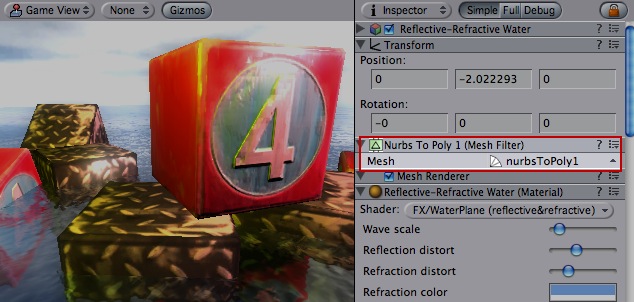 Game View None Gizmos
Inspector Simple Full Debug
Reflective-Refractive Water ?
Transform ?
Position:
0 -2.022293 0
Rotation:
-0 0 0
Nurbs To Poly 1 (Mesh Filter) ?
Mesh nurbsToPoly1
Mesh Renderer ?
Reflective-Refractive Water (Material) ?
Shader: FX/WaterPlane (reflective&refractive)
Wave scale
Reflection distort
Refraction distort
Refraction color
4